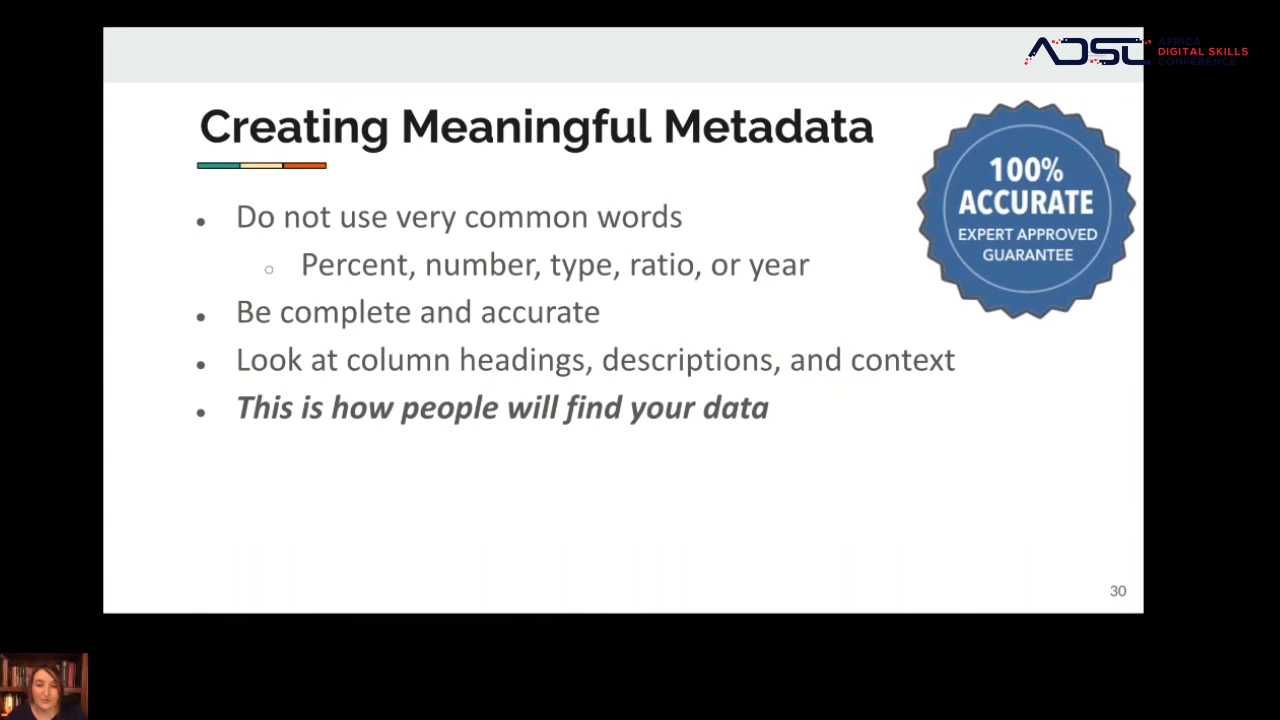 AFRICA
DIGITAL SKILLS
CONFERENCE
ADSC
Creating Meaningful Metadata
100%
ACCURATE
EXPERT APPROVED
GUARANTEE
Do not use very common words
Percent, number, type, ratio, or year
Be complete and accurate
Look at column headings, descriptions, and context
This is how people will find your data
30